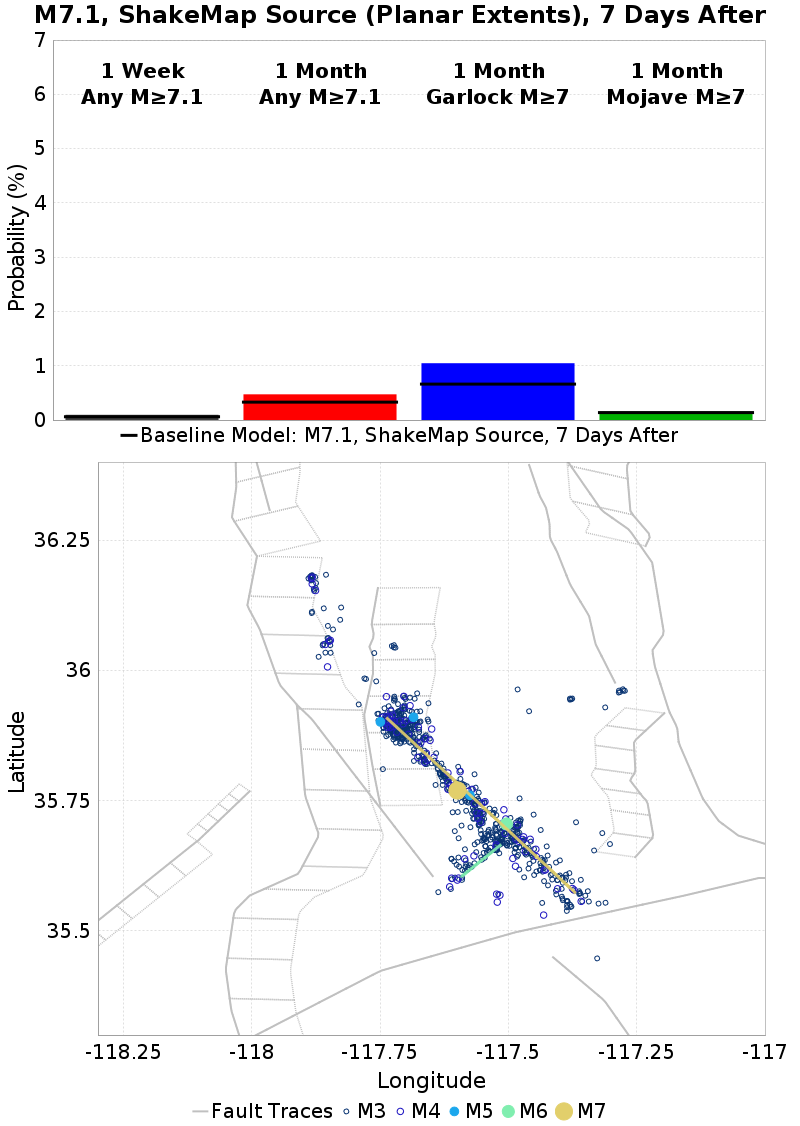 M7.1, ShakeMap Source (Planar Extents), 7 Days After
7
6
5
4
3
2
1
0
Probability (%)
1 Week
Any M≥7.1
1 Month
Any M≥7.1
1 Month
Garlock M≥7
1 Month
Mojave M≥7
Baseline Model: M7.1, ShakeMap Source, 7 Days After
36.25
36
35.75
35.5
Latitude
-118.25 -118 -117.75 -117.5 -117.25 -117
Longitude
Fault Traces M3 M4 M5 M6 M7